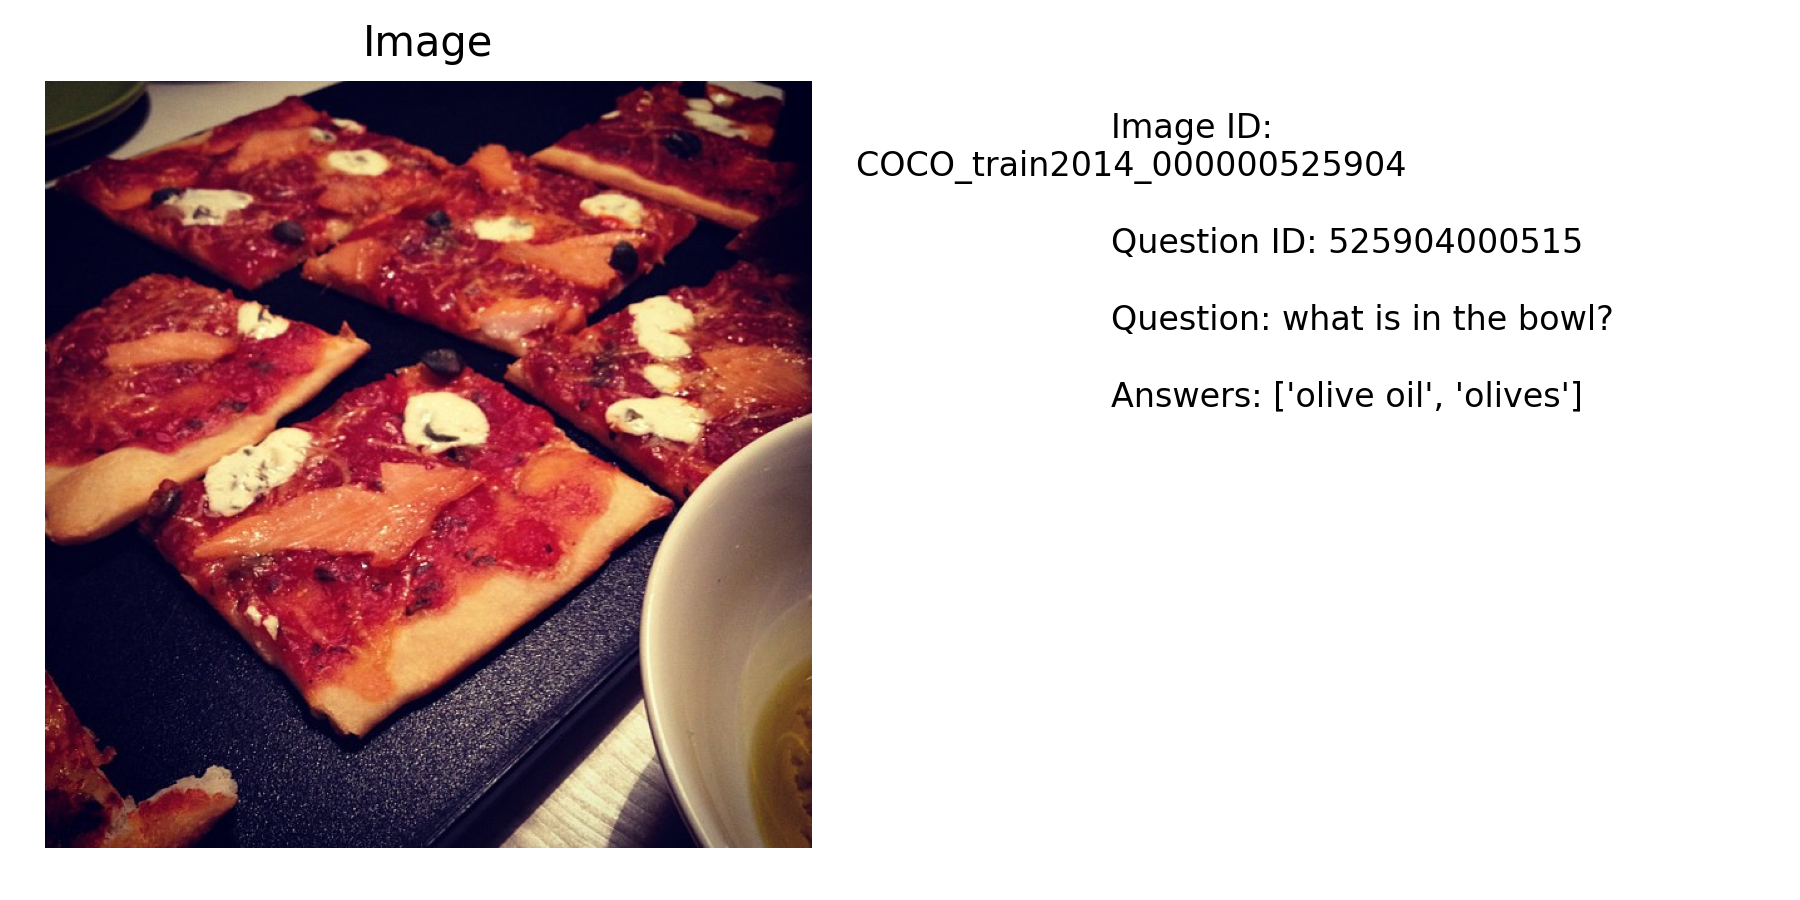 Image
Image ID:
COCO_train2014_000000525904
Question ID: 525904000515
Question: what is in the bowl?
Answers: ['olive oil', 'olives']